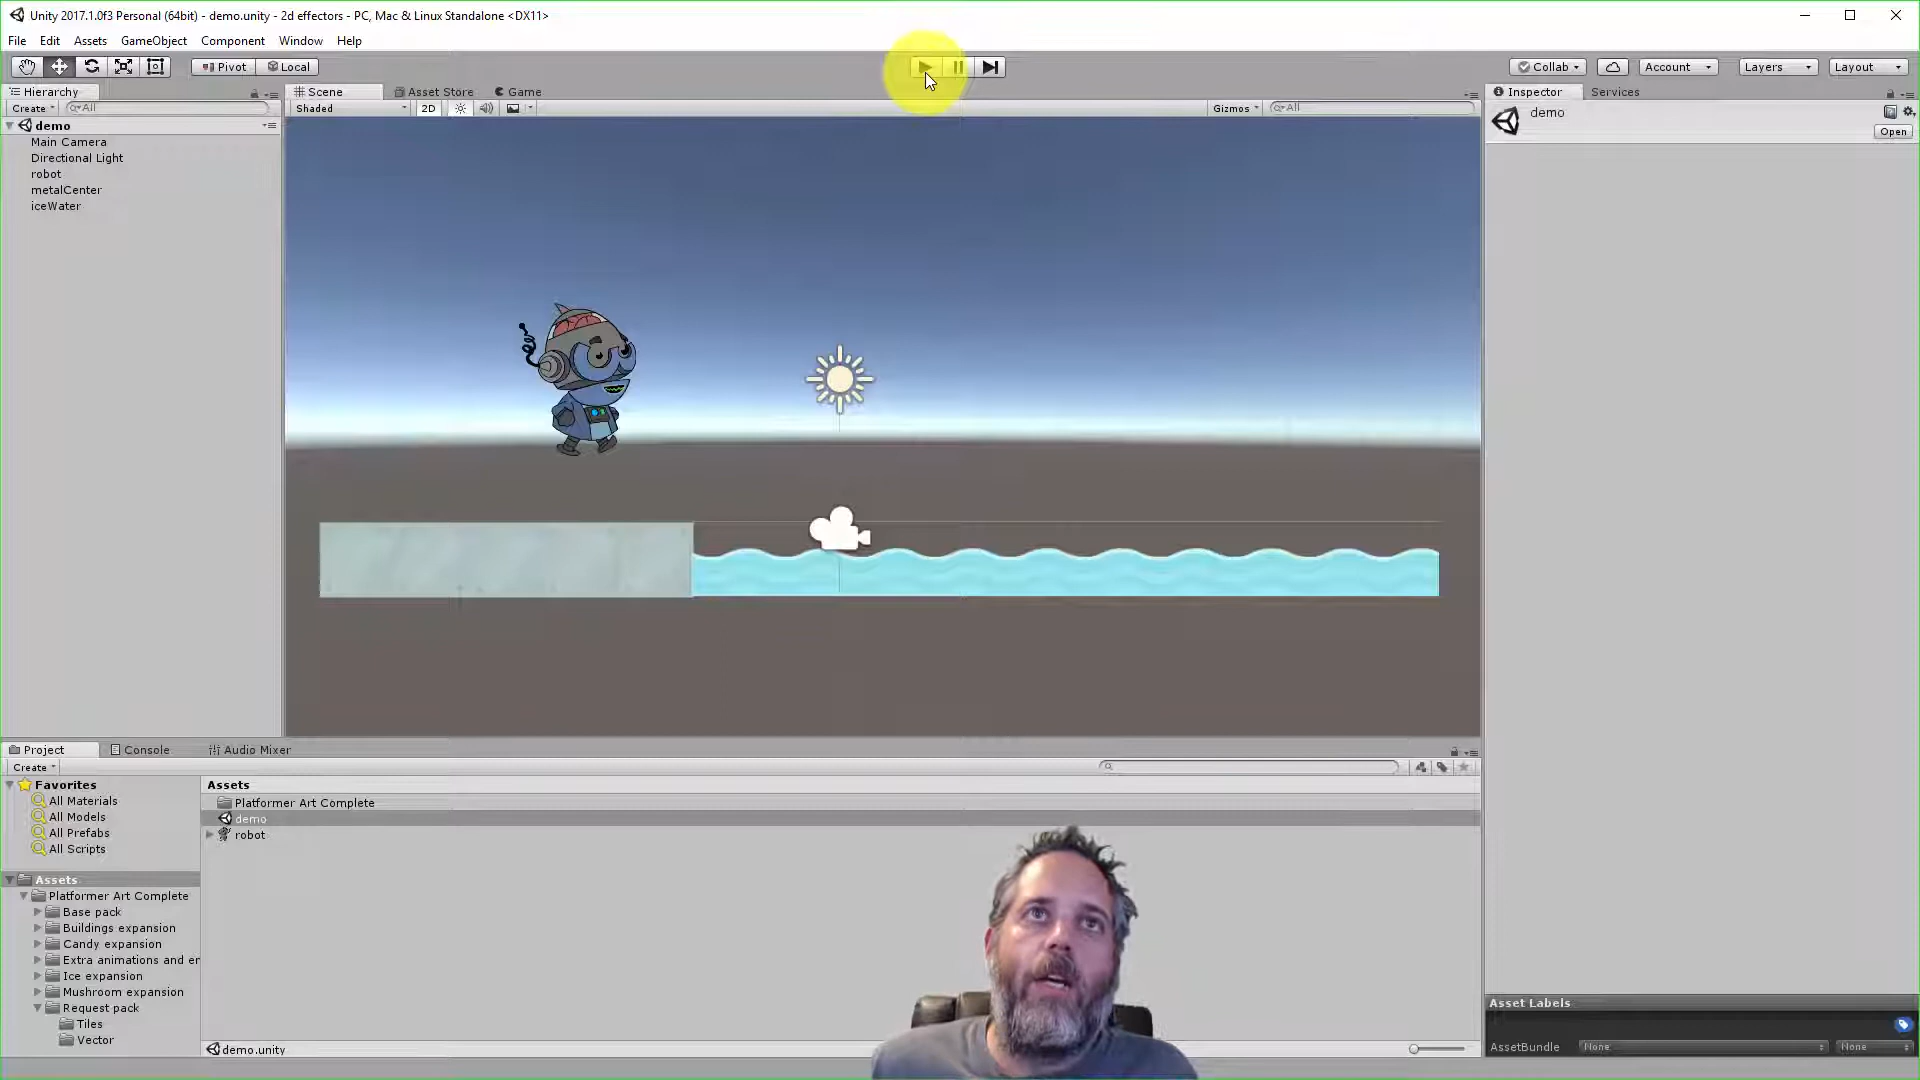 Unity 2017.1.0f3 Personal (64bit) - demo.unity - 2d effectors - PC, Mac & Linux Standalone <DX11>
File Edit Assets GameObject Component Window Help
Pivot Local Collab Account Layers Layout
Hierarchy Scene Asset Store Game Inspector Services
Create All Shaded 2D Gizmos All
demo
demo
Open
Main Camera
Directional Light
robot
metalCenter
iceWater
Project Console Audio Mixer
Create
Favorites
All Materials
All Models
All Prefabs
All Scripts
Assets
Platformer Art Complete
Base pack
Buildings expansion
Candy expansion
Extra animations and er
Ice expansion
Mushroom expansion
Request pack
Tiles
Vector
Assets
Platformer Art Complete
demo
robot
demo.unity
Asset Labels
AssetBundle None None